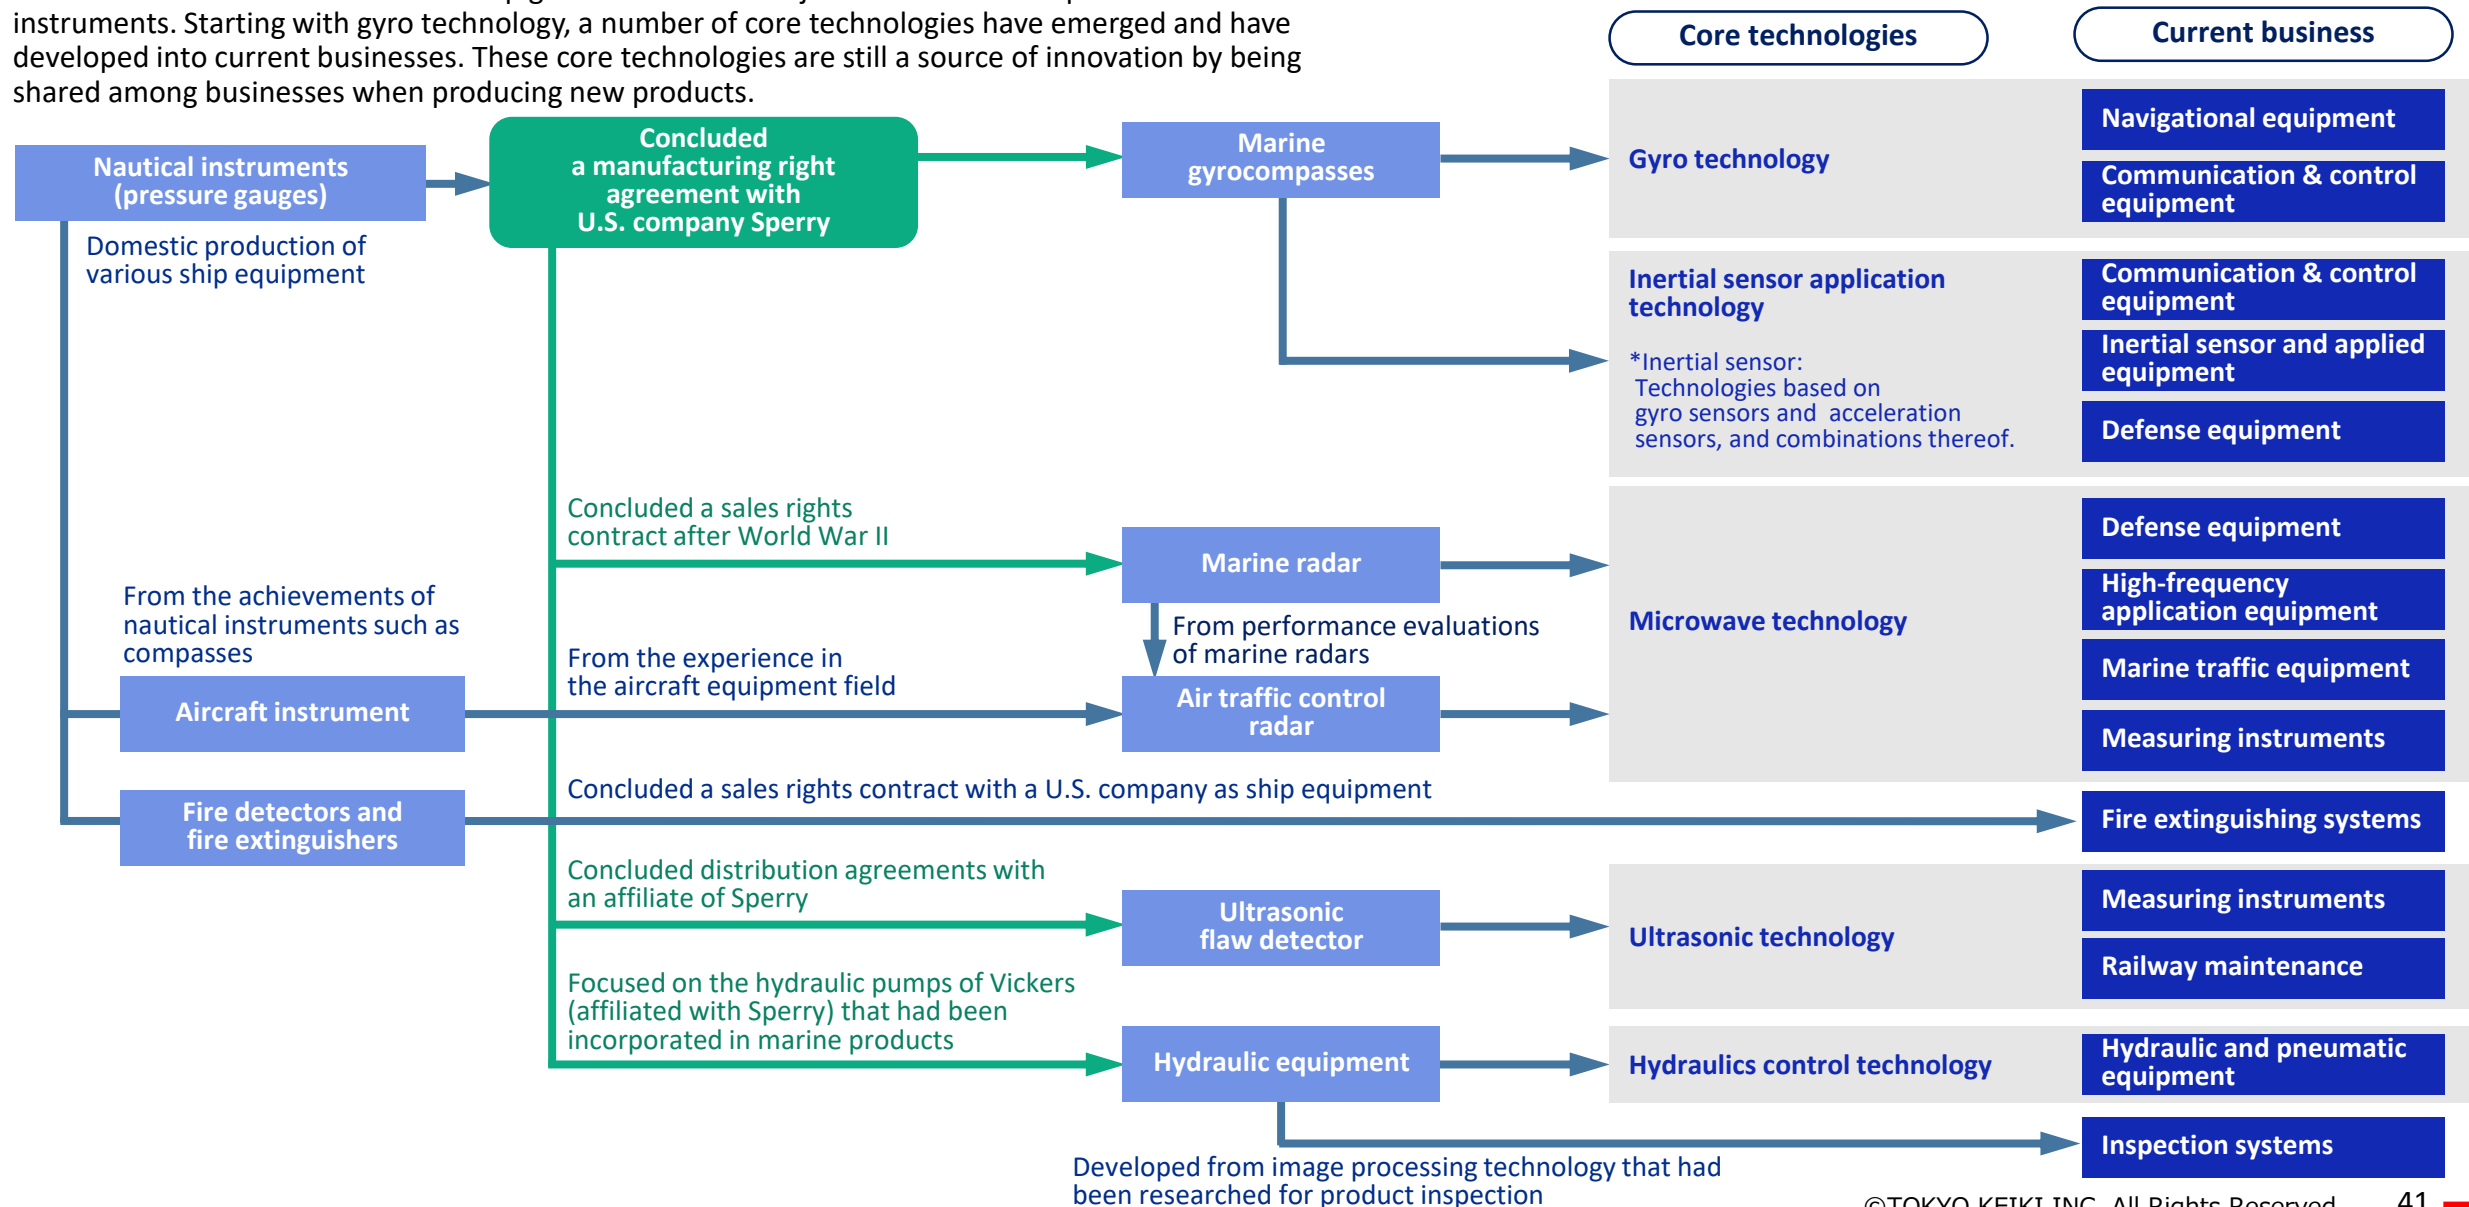 instruments. Starting with gyro technology, a number of core technologies have emerged and have
developed into current businesses. These core technologies are still a source of innovation by being
shared among businesses when producing new products.
Core technologies
Current business
Nautical instruments
(pressure gauges)
Domestic production of
various ship equipment
Concluded
a manufacturing right
agreement with
U.S. company Sperry
Marine
gyrocompasses
Gyro technology
Navigational equipment
Communication & control
equipment
Inertial sensor application
technology
*Inertial sensor:
Technologies based on
gyro sensors and acceleration
sensors, and combinations thereof.
Communication & control
equipment
Inertial sensor and applied
equipment
Defense equipment
Concluded a sales rights
contract after World War II
Marine radar
From performance evaluations
of marine radars
From the achievements of
nautical instruments such as
compasses
Aircraft instrument
From the experience in
the aircraft equipment field
Air traffic control
radar
Microwave technology
Defense equipment
High-frequency
application equipment
Marine traffic equipment
Measuring instruments
Fire detectors and
fire extinguishers
Concluded a sales rights contract with a U.S. company as ship equipment
Fire extinguishing systems
Concluded distribution agreements with
an affiliate of Sperry
Ultrasonic
flaw detector
Ultrasonic technology
Measuring instruments
Railway maintenance
Focused on the hydraulic pumps of Vickers
(affiliated with Sperry) that had been
incorporated in marine products
Hydraulic equipment
Hydraulics control technology
Hydraulic and pneumatic
equipment
Developed from image processing technology that had
been researched for product inspection
Inspection systems
©TOKYO KEIKI INC. All Rights Reserved
41